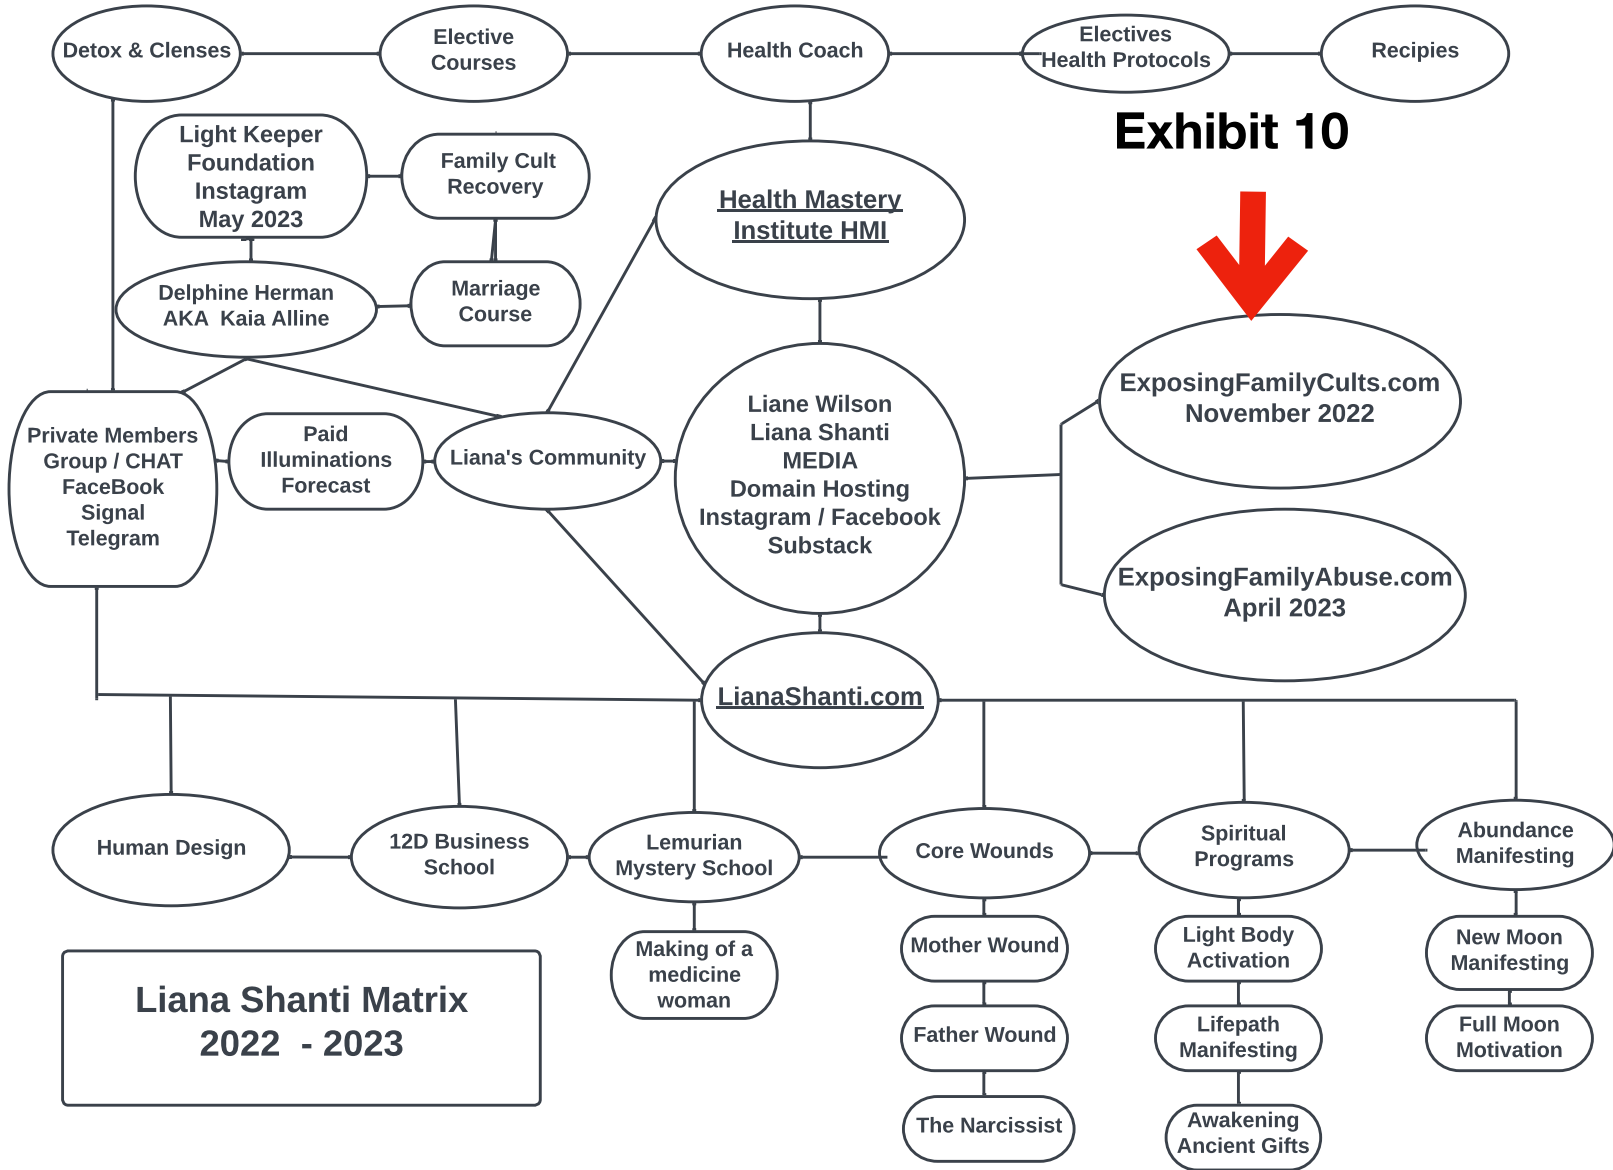 Detox & Clenses
Elective
Courses
Health Coach
Electives
Health Protocols
Recipies
Exhibit 10
Light Keeper
Foundation
Instagram
May 2023
Family Cult
Recovery
Health Mastery
Institute HMI
Delphine Herman
AKA  Kaia Alline
Marriage
Course
ExposingFamilyCults.com
November 2022
Private Members
Group / CHAT
FaceBook
Signal
Telegram
Paid
Illuminations
Forecast
Liana's Community
Liane Wilson
Liana Shanti
MEDIA
Domain Hosting
Instagram / Facebook
Substack
ExposingFamilyAbuse.com
April 2023
LianaShanti.com
Human Design
12D Business
School
Lemurian
Mystery School
Core Wounds
Spiritual
Programs
Abundance
Manifesting
Making of a
medicine
woman
Mother Wound
Father Wound
The Narcissist
Light Body
Activation
Lifepath
Manifesting
Awakening
Ancient Gifts
New Moon
Manifesting
Full Moon
Motivation
Liana Shanti Matrix
2022  - 2023